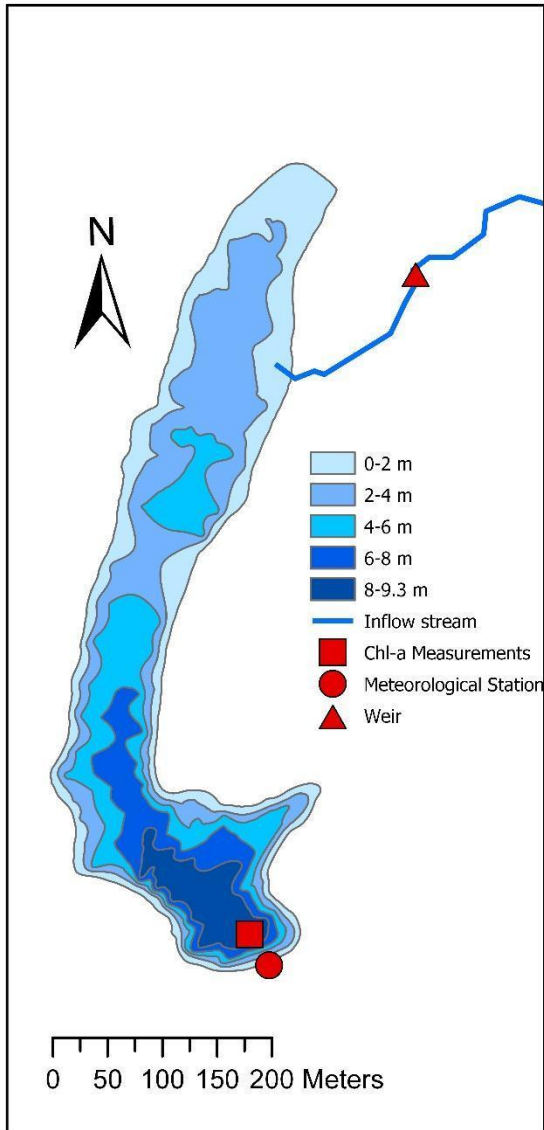 N
0-2 m
2-4 m
4-6 m
6-8 m
8-9.3 m
Inflow stream
Chl-a Measurements
Meteorological Station
Weir
0 50 100 150 200 Meters